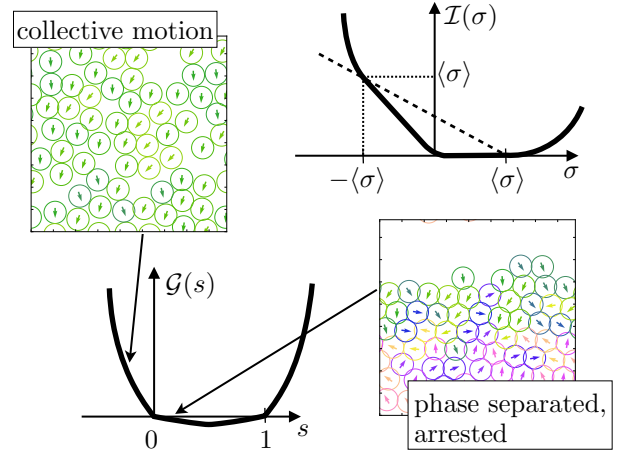 collective motion
𝓘(σ)
⟨σ⟩
−⟨σ⟩
⟨σ⟩
σ
𝒢(s)
0
1
s
phase separated,
arrested